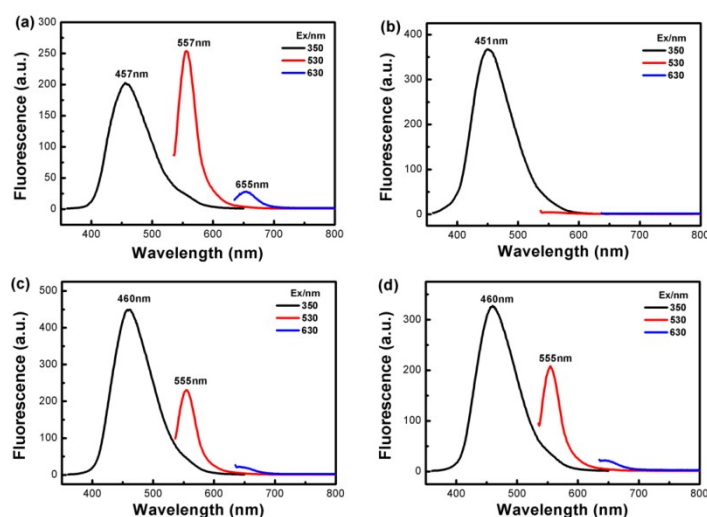 (a)
300
250
200
150
100
50
0
Fluorescence (a.u.)
457nm
557nm
655nm
Ex/nm
350
530
630
400 500 600 700 800
Wavelength (nm)
(b)
400
300
200
100
0
Fluorescence (a.u.)
451nm
Ex/nm
350
530
630
400 500 600 700 800
Wavelength (nm)
(c)
500
400
300
200
100
0
Fluorescence (a.u.)
460nm
555nm
Ex/nm
350
530
630
400 500 600 700 800
Wavelength (nm)
(d)
300
200
100
0
Fluorescence (a.u.)
460nm
555nm
Ex/nm
350
530
630
400 500 600 700 800
Wavelength (nm)